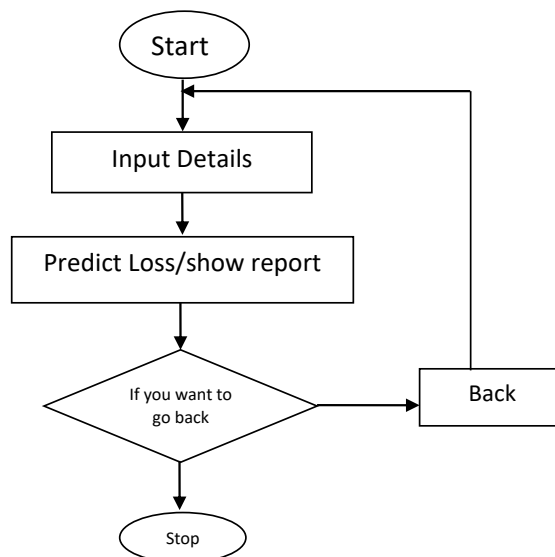 Start
Input Details
Predict Loss/show report
If you want to
go back
Back
Stop